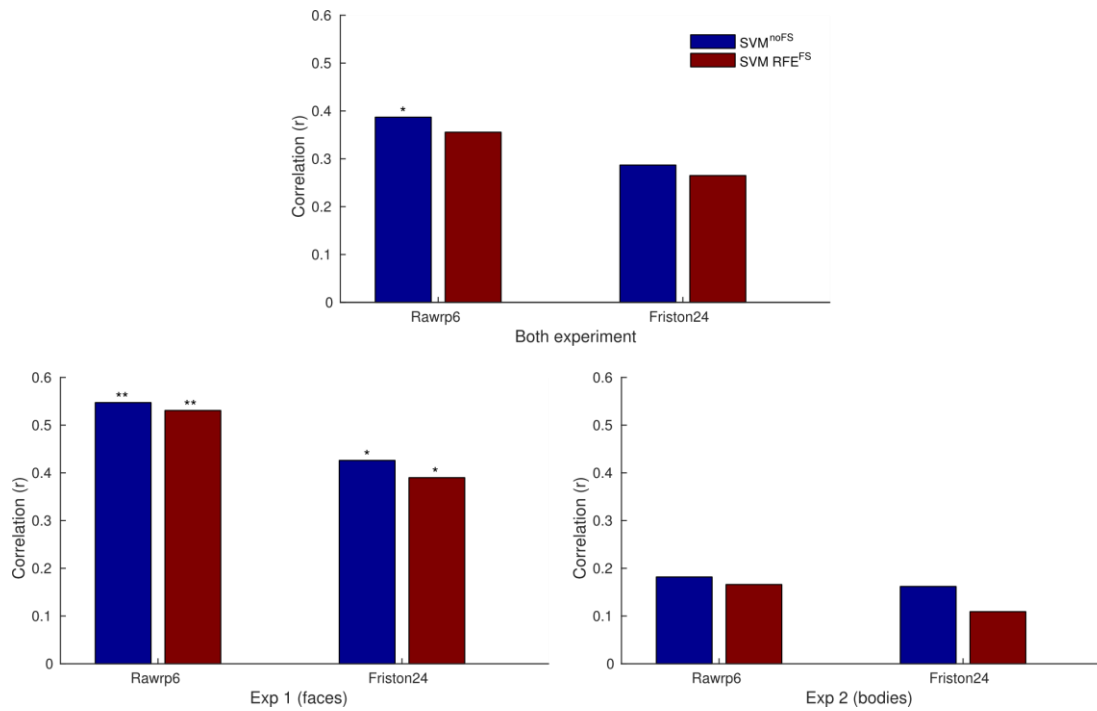 0.6
0.5
0.4
0.3
0.2
0.1
0
Correlation (r)
SVM^noFS
SVM RFE^FS
*
Rawrp6
Friston24
Both experiment
0.6
0.5
0.4
0.3
0.2
0.1
0
Correlation (r)
**
**
*
*
Rawrp6
Friston24
Exp 1 (faces)
0.6
0.5
0.4
0.3
0.2
0.1
0
Correlation (r)
Rawrp6
Friston24
Exp 2 (bodies)